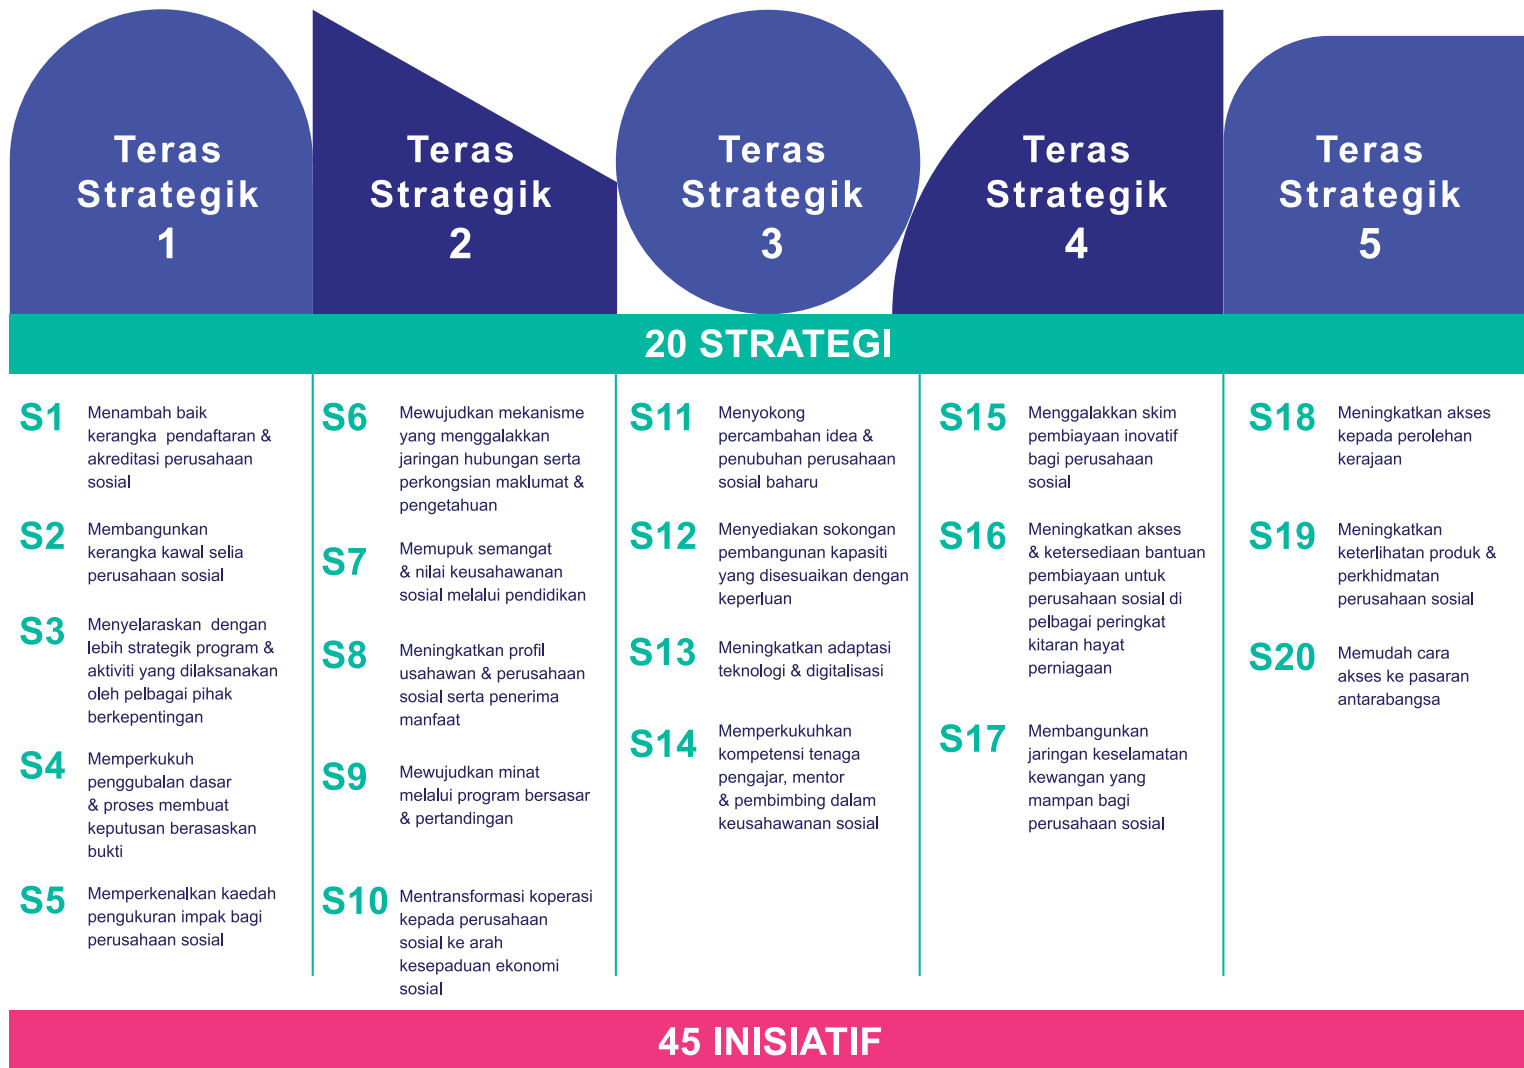 Teras
Strategik
1
Teras
Strategik
2
Teras
Strategik
3
Teras
Strategik
4
Teras
Strategik
5
20 STRATEGI
S1
Menambah baik
kerangka pendaftaran &
akreditasi perusahaan
sosial
S2
Membangunkan
kerangka kawal selia
perusahaan sosial
S3
Menyelaraskan dengan
lebih strategik program &
aktiviti yang dilaksanakan
oleh pelbagai pihak
berkepentingan
S4
Memperkukuh
penggubalan dasar
& proses membuat
keputusan berasaskan
bukti
S5
Memperkenalkan kaedah
pengukuran impak bagi
perusahaan sosial
S6
Mewujudkan mekanisme
yang menggalakkan
jaringan hubungan serta
perkongsian maklumat &
pengetahuan
S7
Memupuk semangat
& nilai keusahawanan
sosial melalui pendidikan
S8
Meningkatkan profil
usahawan & perusahaan
sosial serta penerima
manfaat
S9
Mewujudkan minat
melalui program bersasar
& pertandingan
S10
Mentransformasi koperasi
kepada perusahaan
sosial ke arah
kesepaduan ekonomi
sosial
S11
Menyokong
percambahan idea &
penubuhan perusahaan
sosial baharu
S12
Menyediakan sokongan
pembangunan kapasiti
yang disesuaikan dengan
keperluan
S13
Meningkatkan adaptasi
teknologi & digitalisasi
S14
Memperkukuhkan
kompetensi tenaga
pengajar, mentor
& pembimbing dalam
keusahawanan sosial
S15
Menggalakkan skim
pembiayaan inovatif
bagi perusahaan
sosial
S16
Meningkatkan akses
& ketersediaan bantuan
pembiayaan untuk
perusahaan sosial di
pelbagai peringkat
kitaran hayat
perniagaan
S17
Membangunkan
jaringan keselamatan
kewangan yang
mampan bagi
perusahaan sosial
S18
Meningkatkan akses
kepada perolehan
kerajaan
S19
Meningkatkan
keterlihatan produk &
perkhidmatan
perusahaan sosial
S20
Memudah cara
akses ke pasaran
antarabangsa
45 INISIATIF